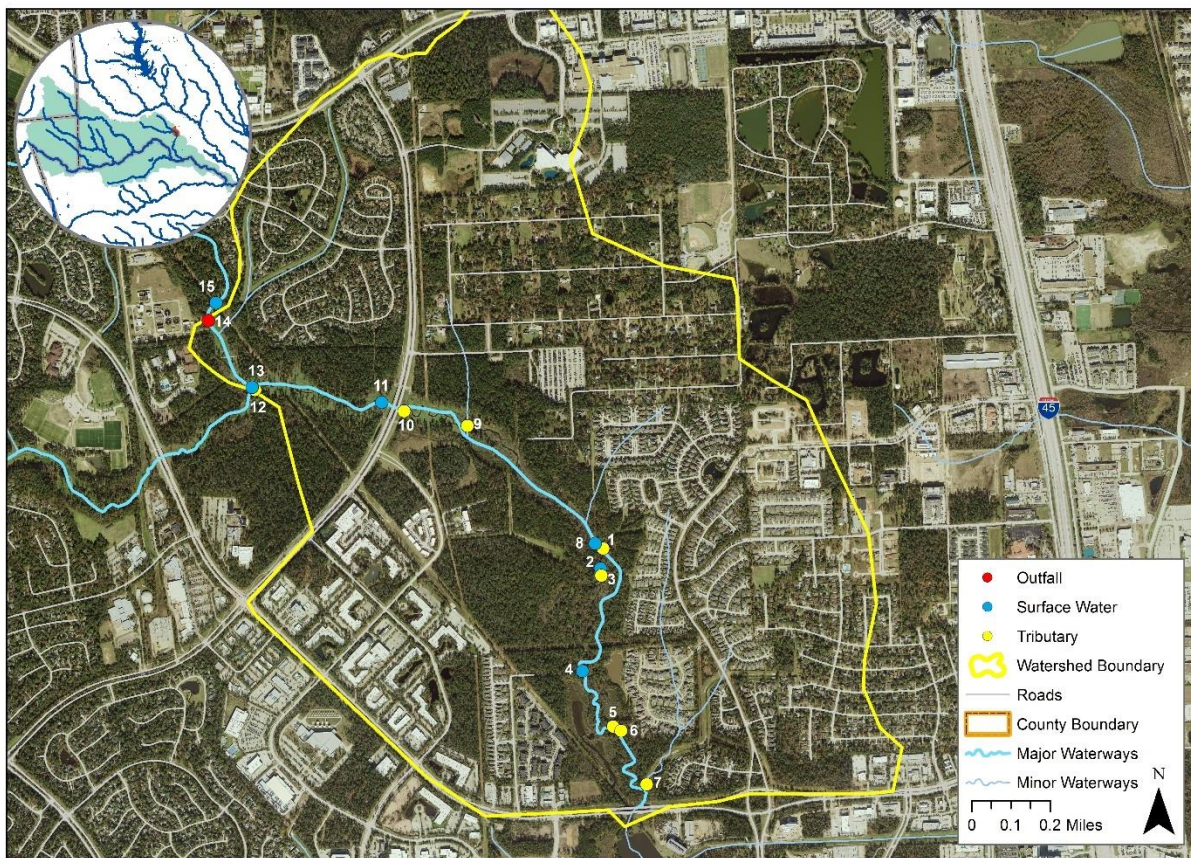 15
14
13
12
11
10
9
8
1
2
3
4
5
6
7
45
Outfall
Surface Water
Tributary
Watershed Boundary
Roads
County Boundary
Major Waterways
Minor Waterways
N
0 0.1 0.2 Miles